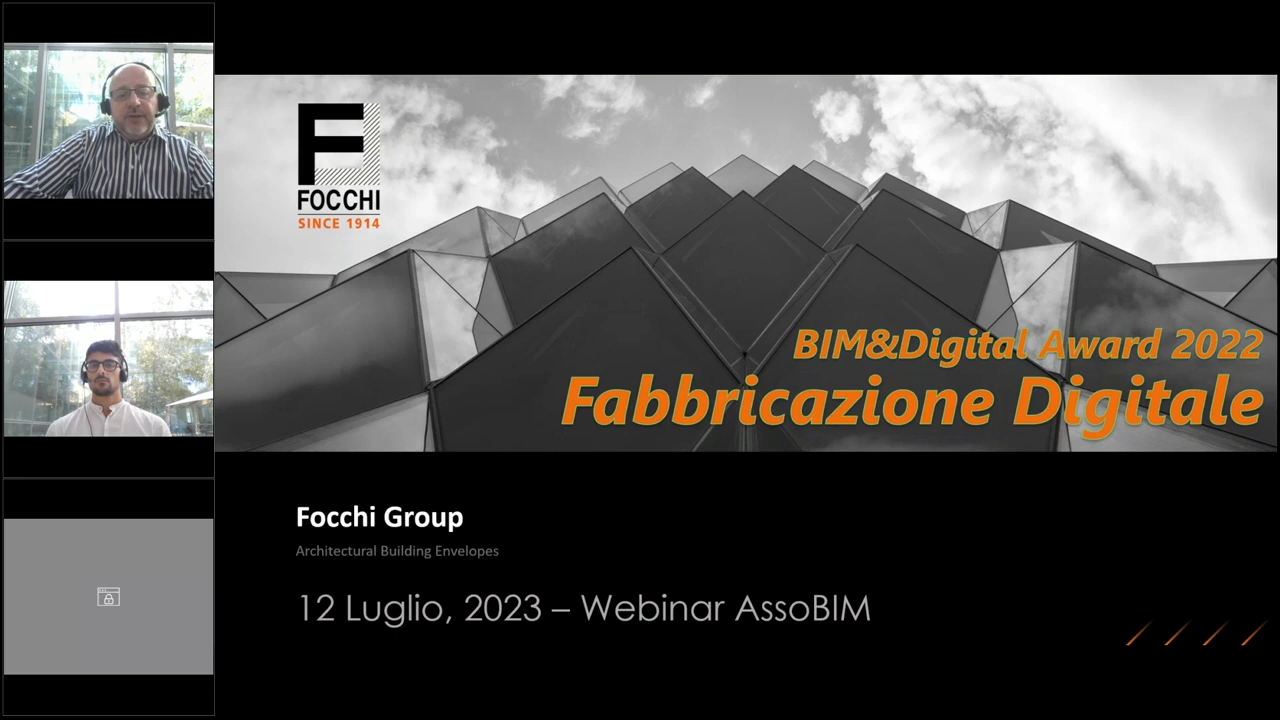 FOCCHI
SINCE 1914
BIM&Digital Award 2022
Fabbricazione Digitale
Focchi Group
Architectural Building Envelopes
12 Luglio, 2023 – Webinar AssoBIM